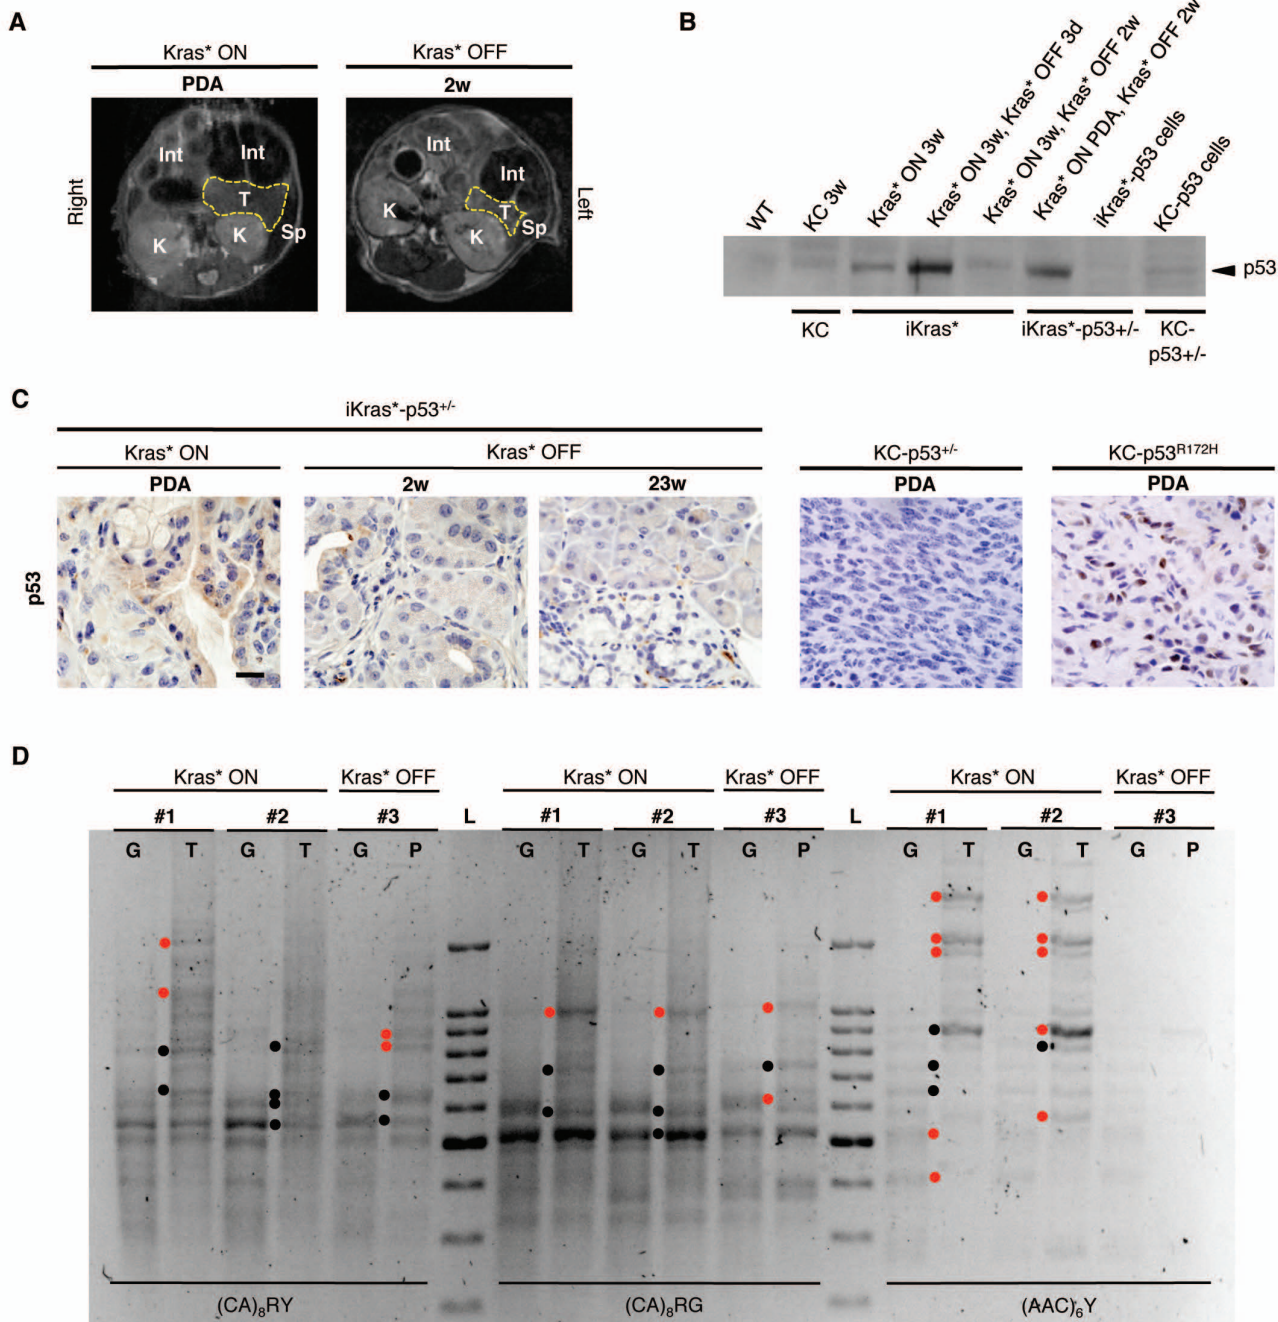 A
Kras* ON
Kras* OFF
PDA
2w
Int
Int
T
K
K
Sp
Right
Int
Int
K
T
K
Sp
Left
B
WT
KC 3w
Kras* ON 3w
Kras* ON 3w, Kras* OFF 3d
Kras* ON 3w, Kras* OFF 2w
Kras* ON PDA, Kras* OFF 2w
iKras*-p53 cells
KC-p53 cells
p53
KC
iKras*
iKras*-p53+/-
KC-
p53+/-
C
iKras*-p53+/-
Kras* ON
Kras* OFF
KC-p53+/-
KC-p53R172H
PDA
2w
23w
PDA
PDA
p53
D
Kras* ON
Kras* OFF
Kras* ON
Kras* OFF
Kras* ON
Kras* OFF
#1
#2
#3
L
#1
#2
#3
L
#1
#2
#3
G T G T G P G T G T G P G T G T G P
(CA)8RY
(CA)8RG
(AAC)6Y